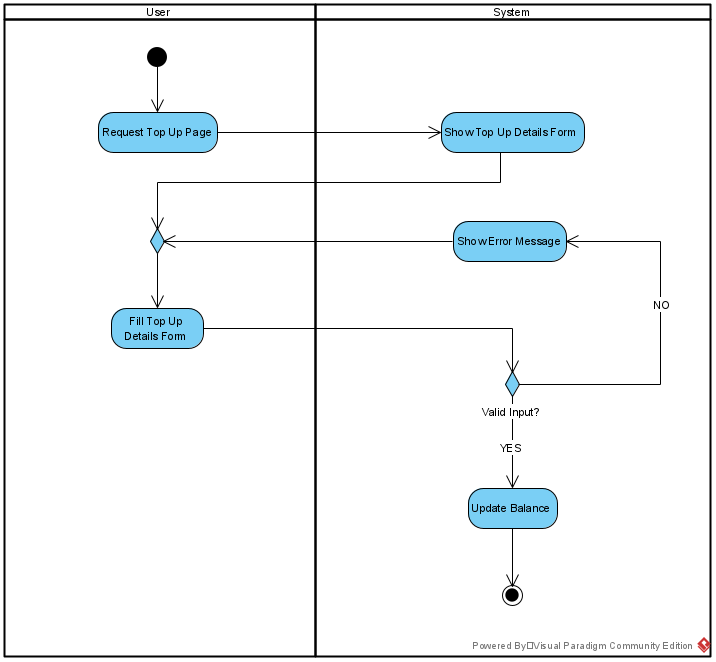 User
System
Request Top Up Page
Show Top Up Details Form
Show Error Message
NO
Fill Top Up
Details Form
Valid Input?
YES
Update Balance
Powered By Visual Paradigm Community Edition